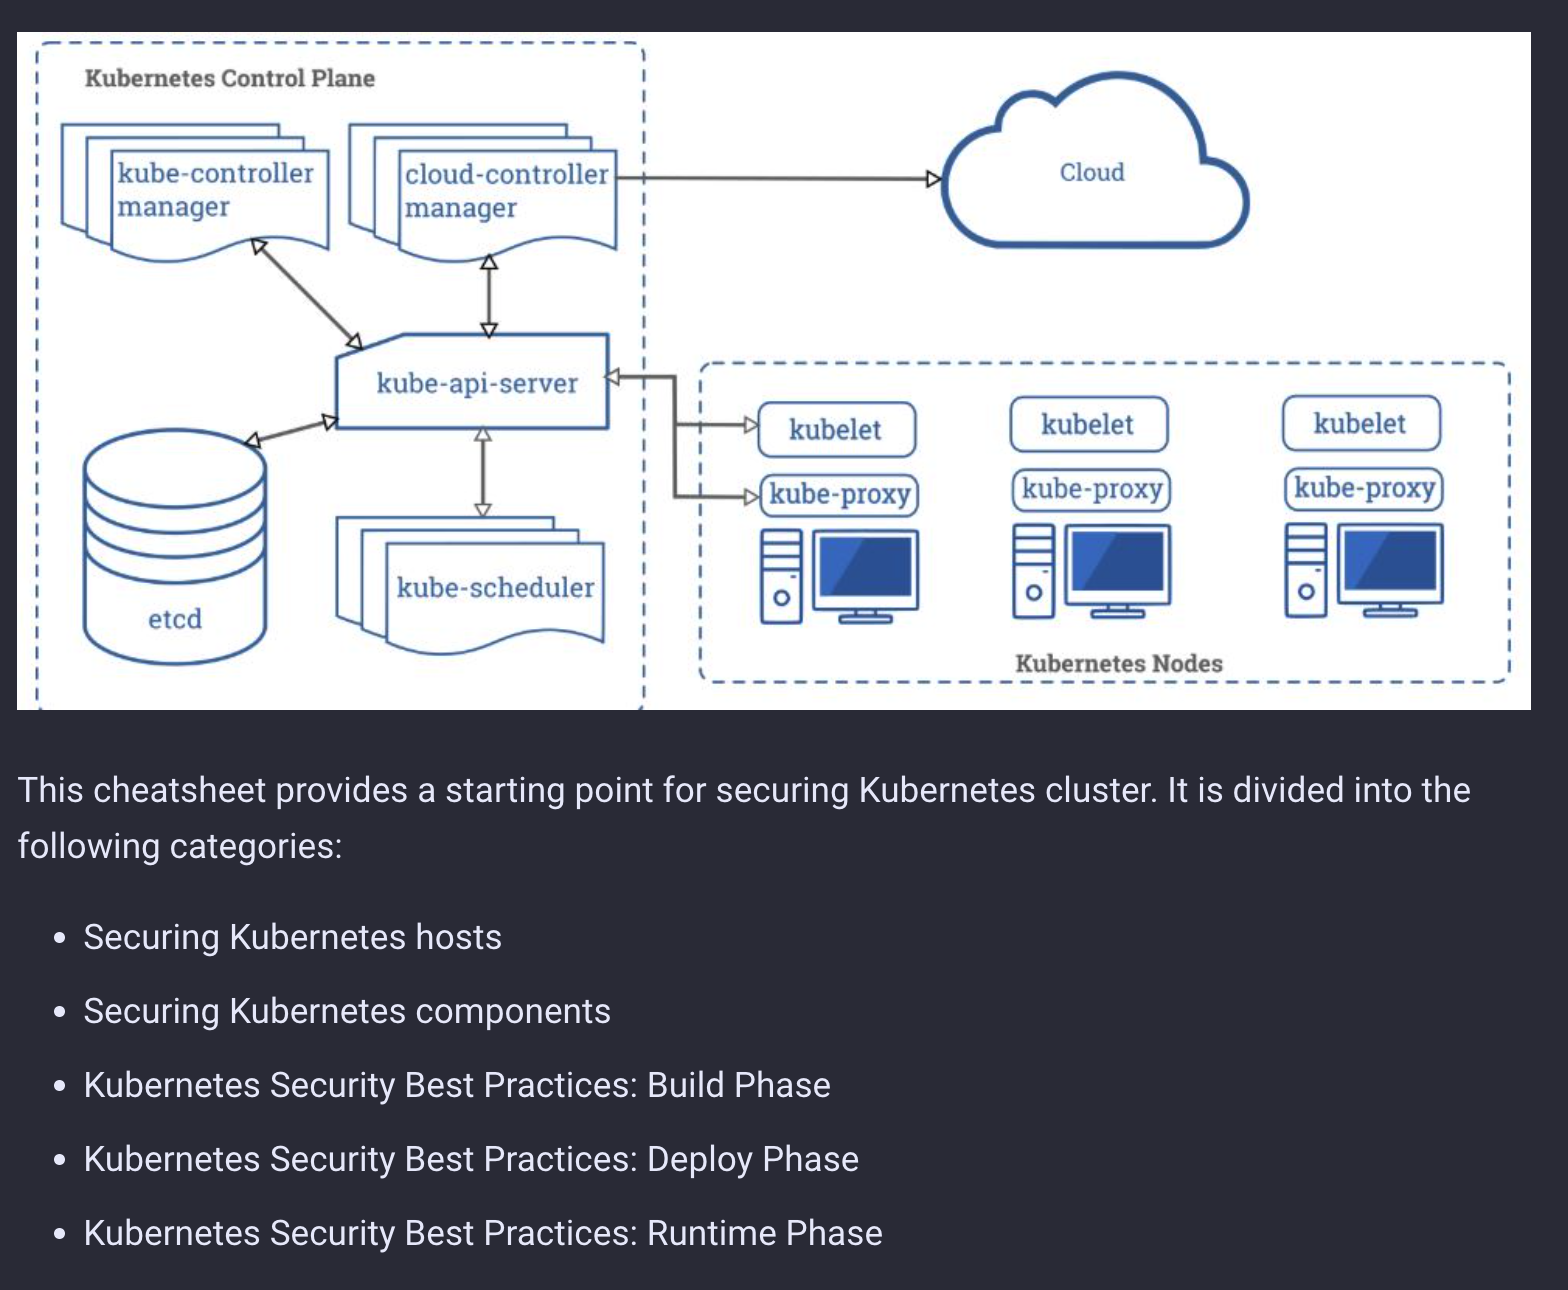 Kubernetes Control Plane
kube-controller
manager
cloud-controller
manager
Cloud
kube-api-server
etcd
kube-scheduler
kubelet
kube-proxy
kubelet
kube-proxy
kubelet
kube-proxy
Kubernetes Nodes
This cheatsheet provides a starting point for securing Kubernetes cluster. It is divided into the
following categories:
• Securing Kubernetes hosts
• Securing Kubernetes components
• Kubernetes Security Best Practices: Build Phase
• Kubernetes Security Best Practices: Deploy Phase
• Kubernetes Security Best Practices: Runtime Phase